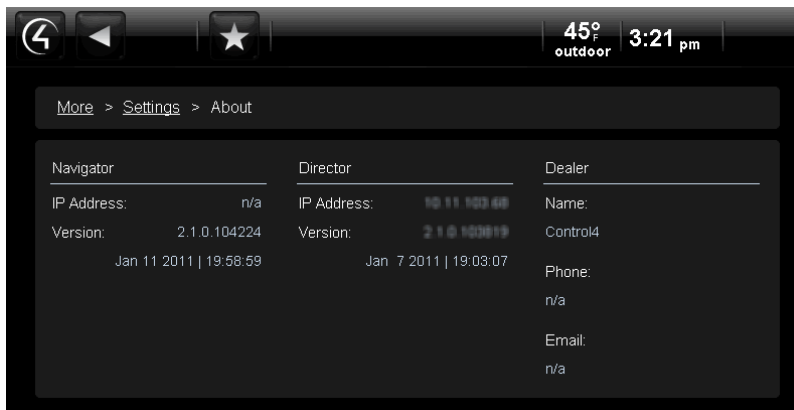 45°F
outdoor
3:21 pm
More > Settings > About
Navigator
IP Address: n/a
Version: 2.1.0.104224
Jan 11 2011 | 19:58:59
Director
IP Address:
Version:
Jan 7 2011 | 19:03:07
Dealer
Name:
Control4
Phone:
n/a
Email:
n/a